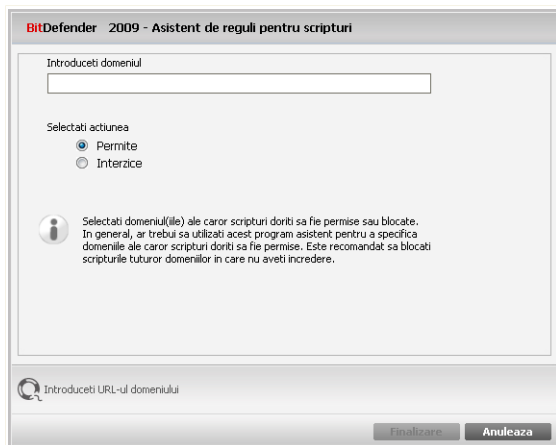 BitDefender 2009 - Asistent de reguli pentru scripturi
Introduceti domeniul
Selectati actiunea
Permite
Interzice
Selectati domeniul(iile) ale caror scripturi doriti sa fie permise sau blocate.
In general, ar trebui sa utilizati acest program asistent pentru a specifica
domeniile ale caror scripturi doriti sa fie permise. Este recomandat sa blocati
scripturile tuturor domeniilor in care nu aveti incredere.
Introduceti URL-ul domeniului
Finalizare
Anuleaza